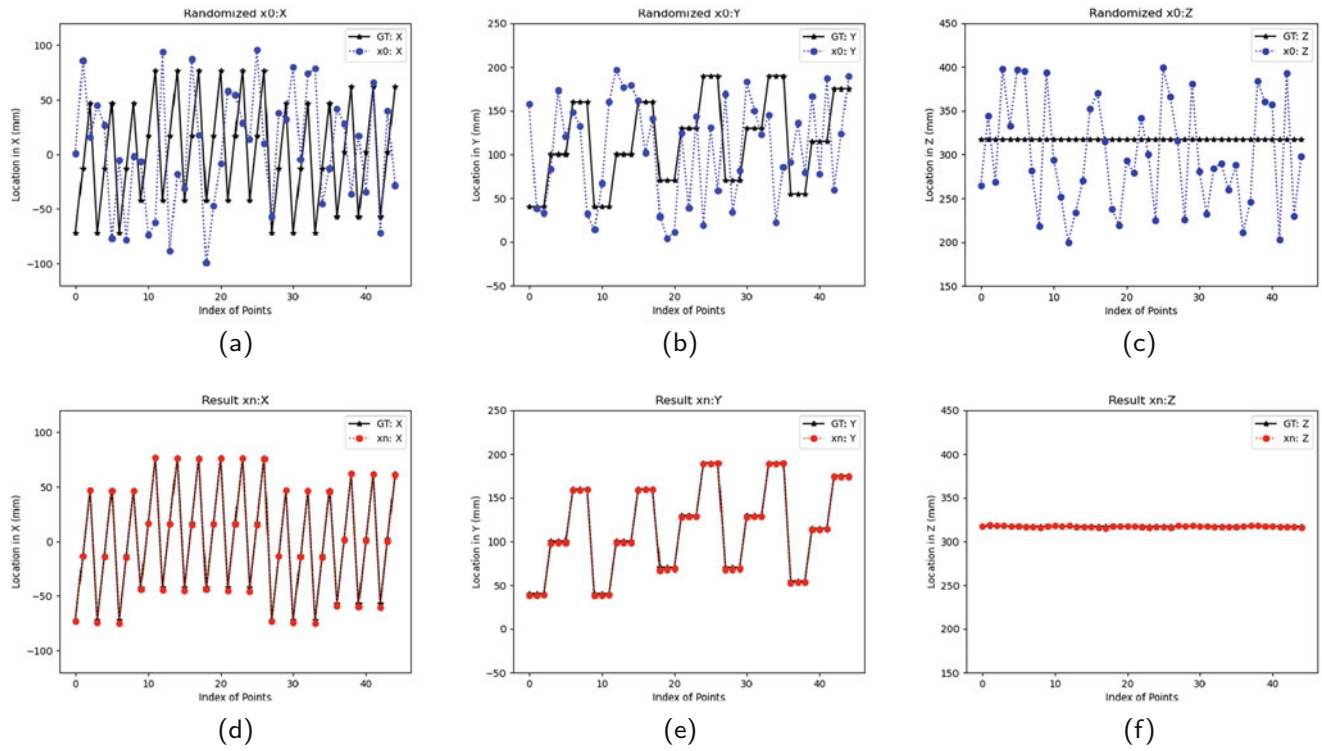 Randomized x0:X
GT: X
x0: X
Location in X (mm)
100
50
0
−50
−100
0
10
20
30
40
Index of Points
(a)
Randomized x0:Y
GT: Y
x0: Y
Location in Y (mm)
250
200
150
100
50
0
−50
0
10
20
30
40
Index of Points
(b)
Randomized x0:Z
GT: Z
x0: Z
Location in Z (mm)
450
400
350
300
250
200
150
0
10
20
30
40
Index of Points
(c)
Result xn:X
GT: X
xn: X
Location in X (mm)
100
50
0
−50
−100
0
10
20
30
40
Index of Points
(d)
Result xn:Y
GT: Y
xn: Y
Location in Y (mm)
250
200
150
100
50
0
−50
0
10
20
30
40
Index of Points
(e)
Result xn:Z
GT: Z
xn: Z
Location in Z (mm)
450
400
350
300
250
200
150
0
10
20
30
40
Index of Points
(f)